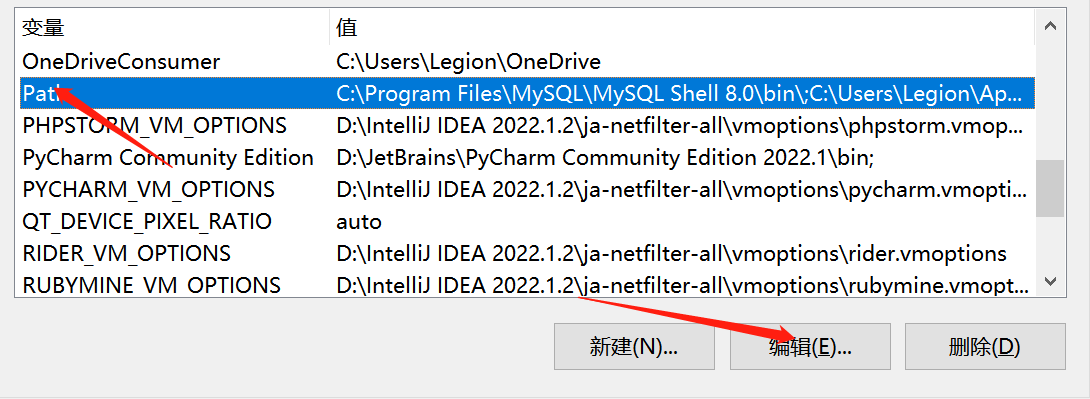 变量 值
OneDriveConsumer C:\Users\Legion\OneDrive
Path C:\Program Files\MySQL\MySQL Shell 8.0\bin\;C:\Users\Legion\Ap...
PHPSTORM_VM_OPTIONS D:\IntelliJ IDEA 2022.1.2\ja-netfilter-all\vmoptions\phpstorm.vmop...
PyCharm Community Edition D:\JetBrains\PyCharm Community Edition 2022.1\bin;
PYCHARM_VM_OPTIONS D:\IntelliJ IDEA 2022.1.2\ja-netfilter-all\vmoptions\pycharm.vmopti...
QT_DEVICE_PIXEL_RATIO auto
RIDER_VM_OPTIONS D:\IntelliJ IDEA 2022.1.2\ja-netfilter-all\vmoptions\rider.vmoptions
RUBYMINE_VM_OPTIONS D:\IntelliJ IDEA 2022.1.2\ja-netfilter-all\vmoptions\rubymine.vmopt...
新建(N)... 编辑(E)... 删除(D)